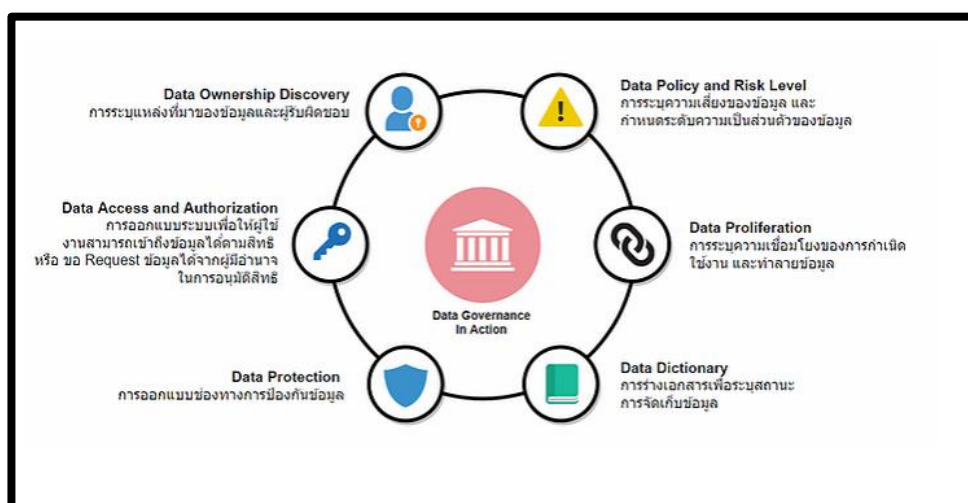 Data Ownership Discovery
การระบุแหล่งที่มาของข้อมูลและผู้รับผิดชอบ
Data Policy and Risk Level
การระบุความเสี่ยงของข้อมูล และ
กำหนดระดับความเป็นส่วนตัวของข้อมูล
Data Access and Authorization
การออกแบบระบบเพื่อให้ผู้ใช้
งานสามารถเข้าถึงข้อมูลได้ตามสิทธิ
หรือ ขอ Request ข้อมูลได้จากผู้มีอำนาจ
ในการอนุมัติสิทธิ
Data Proliferation
การระบุความเชื่อมโยงของการกำเนิด
ใช้งาน และทำลายข้อมูล
Data Governance
In Action
Data Protection
การออกแบบช่องทางการป้องกันข้อมูล
Data Dictionary
การร่างเอกสารเพื่อระบุสถานะ
การจัดเก็บข้อมูล